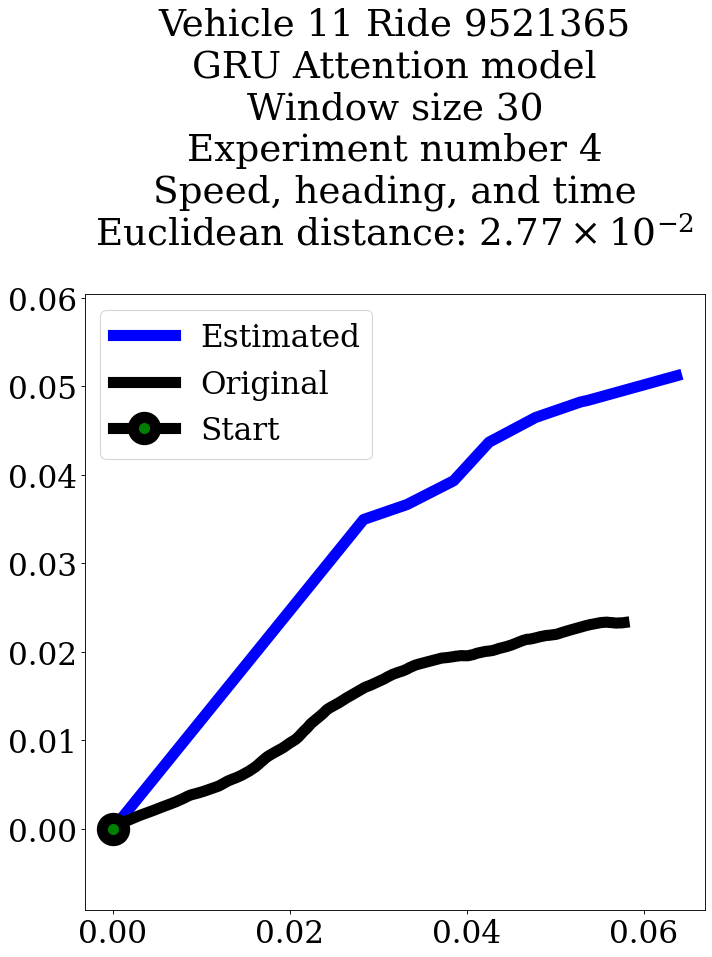 Vehicle 11 Ride 9521365
GRU Attention model
Window size 30
Experiment number 4
Speed, heading, and time
Euclidean distance: 2.77 × 10⁻²
0.06
0.05
0.04
0.03
0.02
0.01
0.00
Estimated
Original
Start
0.00 0.02 0.04 0.06